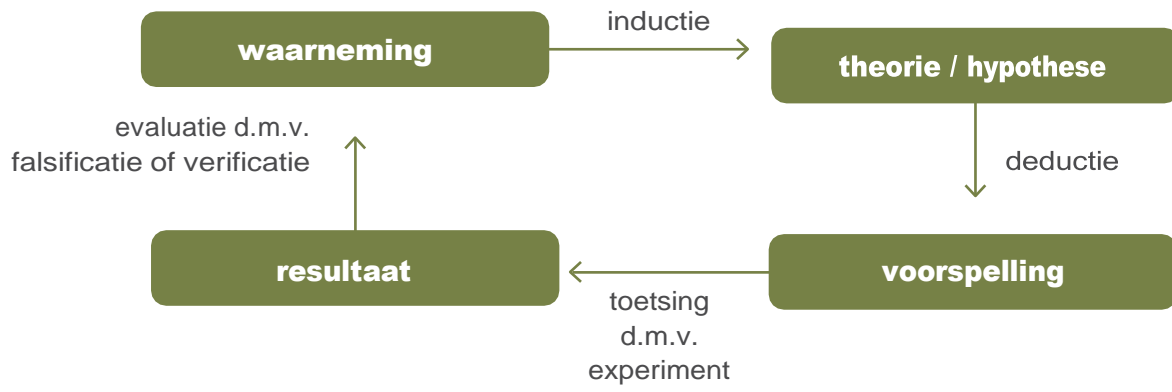 waarneming
inductie
theorie / hypothese
evaluatie d.m.v.
falsificatie of verificatie
deductie
resultaat
toetsing
d.m.v.
experiment
voorspelling